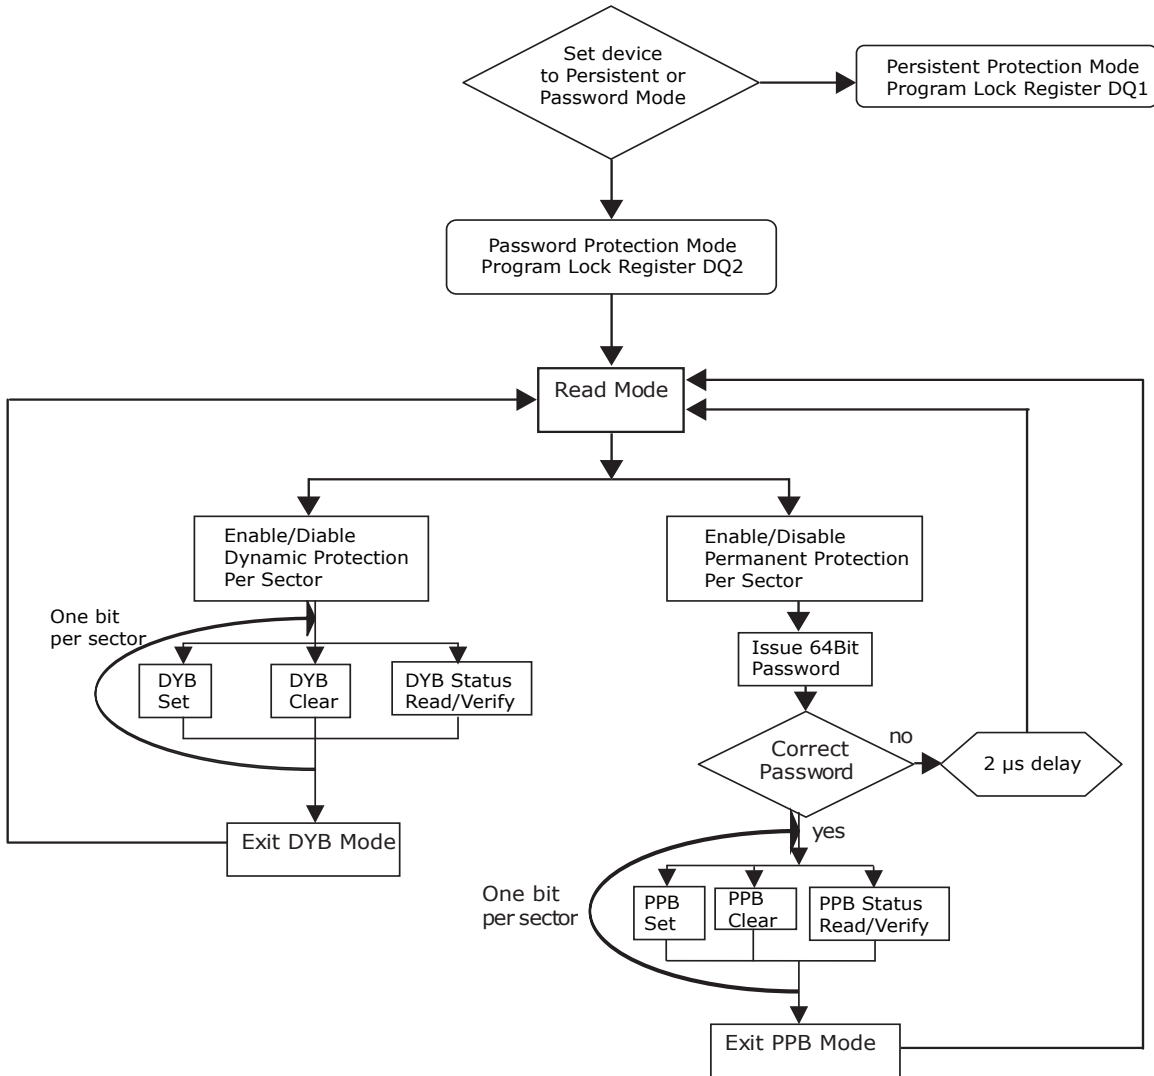 Set device
to Persistent or
Password Mode
Persistent Protection Mode
Program Lock Register DQ1
Password Protection Mode
Program Lock Register DQ2
Read Mode
Enable/Diable
Dynamic Protection
Per Sector
Enable/Disable
Permanent Protection
Per Sector
One bit
per sector
DYB
Set
DYB
Clear
DYB Status
Read/Verify
Issue 64Bit
Password
Correct
Password
no
2 µs delay
yes
Exit DYB Mode
One bit
per sector
PPB
Set
PPB
Clear
PPB Status
Read/Verify
Exit PPB Mode